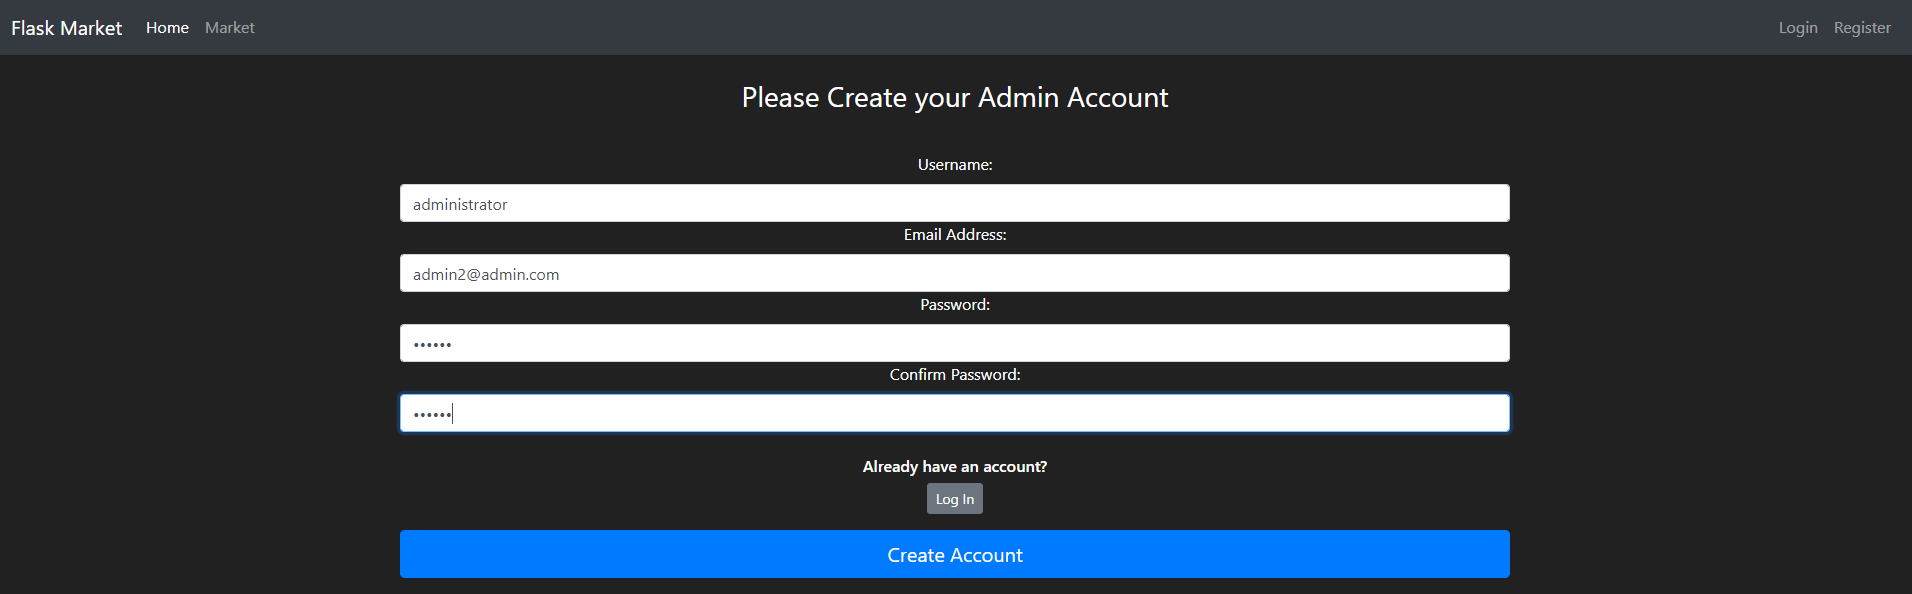 Flask Market Home Market Login Register
Please Create your Admin Account
Username:
administrator
Email Address:
admin2@admin.com
Password:
••••••
Confirm Password:
••••••
Already have an account?
Log In
Create Account